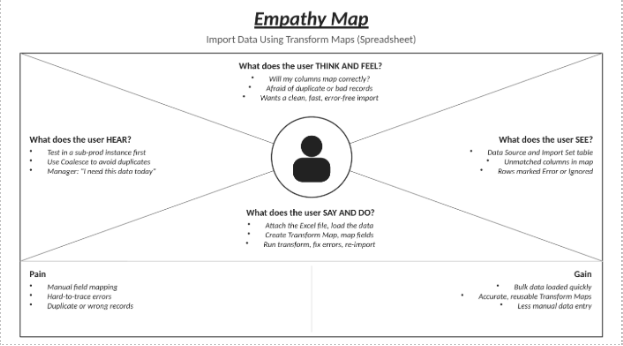 Empathy Map
Import Data Using Transform Maps (Spreadsheet)
What does the user THINK AND FEEL?
• Will my columns map correctly?
• Afraid of duplicate or bad records
• Wants a clean, fast, error-free import
What does the user HEAR?
• Test in a sub-prod instance first
• Use Coalesce to avoid duplicates
• Manager: "I need this data today"
What does the user SEE?
• Data Source and Import Set table
• Unmatched columns in map
• Rows marked Error or Ignored
What does the user SAY AND DO?
• Attach the Excel file, load the data
• Create Transform Map, map fields
• Run transform, fix errors, re-import
Pain
• Manual field mapping
• Hard-to-trace errors
• Duplicate or wrong records
Gain
• Bulk data loaded quickly
• Accurate, reusable Transform Maps
• Less manual data entry